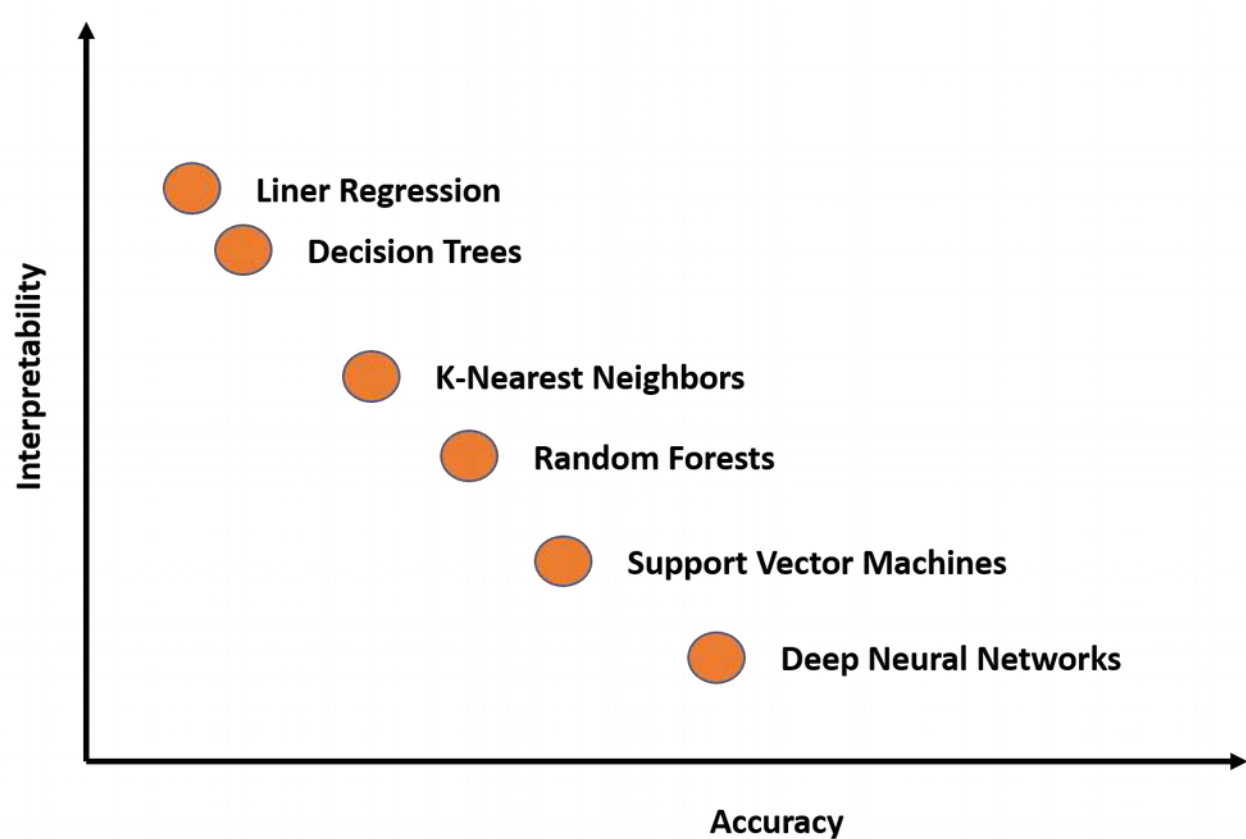 Liner Regression
Decision Trees
K-Nearest Neighbors
Random Forests
Support Vector Machines
Deep Neural Networks
Interpretability
Accuracy